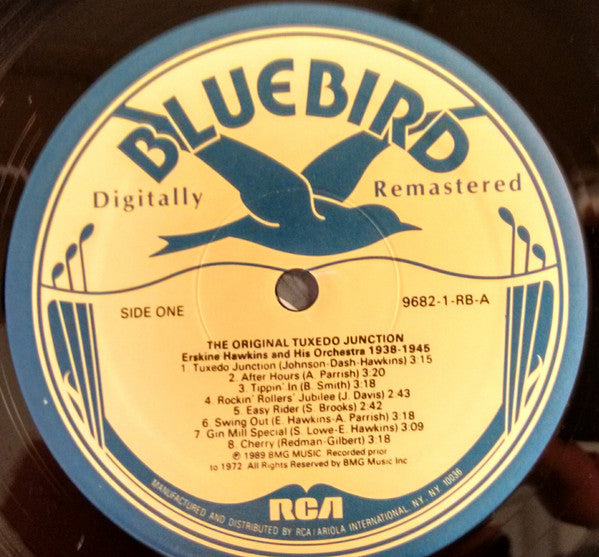 BLUEBIRD
Digitally Remastered
SIDE ONE 9682-1-RB-A
THE ORIGINAL TUXEDO JUNCTION
Erskine Hawkins and His Orchestra 1938-1945
1 Tuxedo Junction (Johnson-Dash-Hawkins) 3:15
2. After Hours (A. Parrish) 3:20
3. Tippin' In (B. Smith) 3:18
4. Rockin' Rollers' Jubilee (J. Davis) 2:43
5. Easy Rider (S. Brooks) 2:42
6. Swing Out (E. Hawkins-A. Parrish) 3:18
7. Gin Mill Special (S. Lowe-E. Hawkins) 3:09
8. Cherry (Redman-Gilbert) 3:18
℗ 1989 BMG MUSIC Recorded prior
to 1972 All Rights Reserved by BMG Music Inc
RCA
MANUFACTURED AND DISTRIBUTED BY RCA/ARIOLA INTERNATIONAL, NY, N.Y. 10036